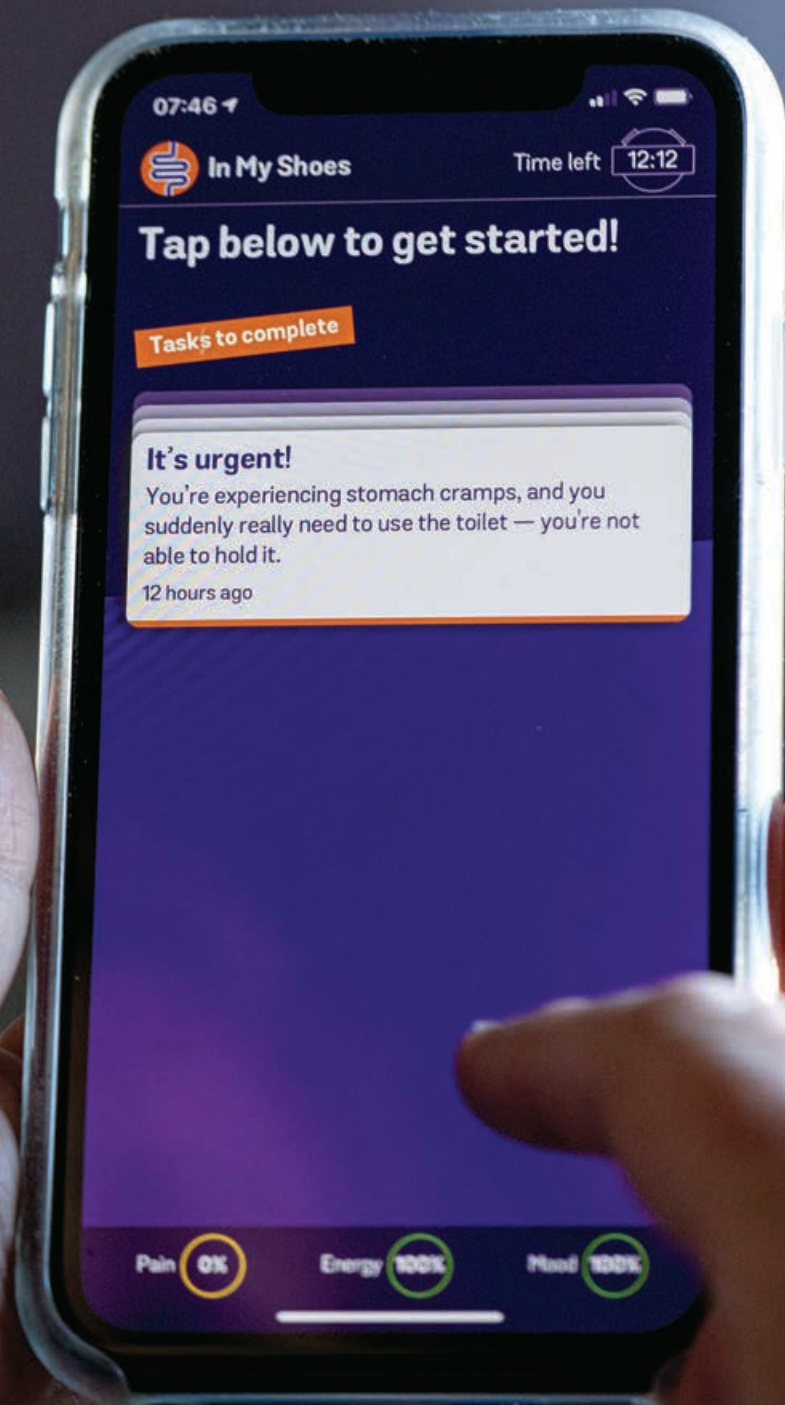 07:46
In My Shoes
Time left 12:12
Tap below to get started!
Tasks to complete
It's urgent!
You're experiencing stomach cramps, and you
suddenly really need to use the toilet — you're not
able to hold it.
12 hours ago
Pain 0% Energy 100% Mood 100%